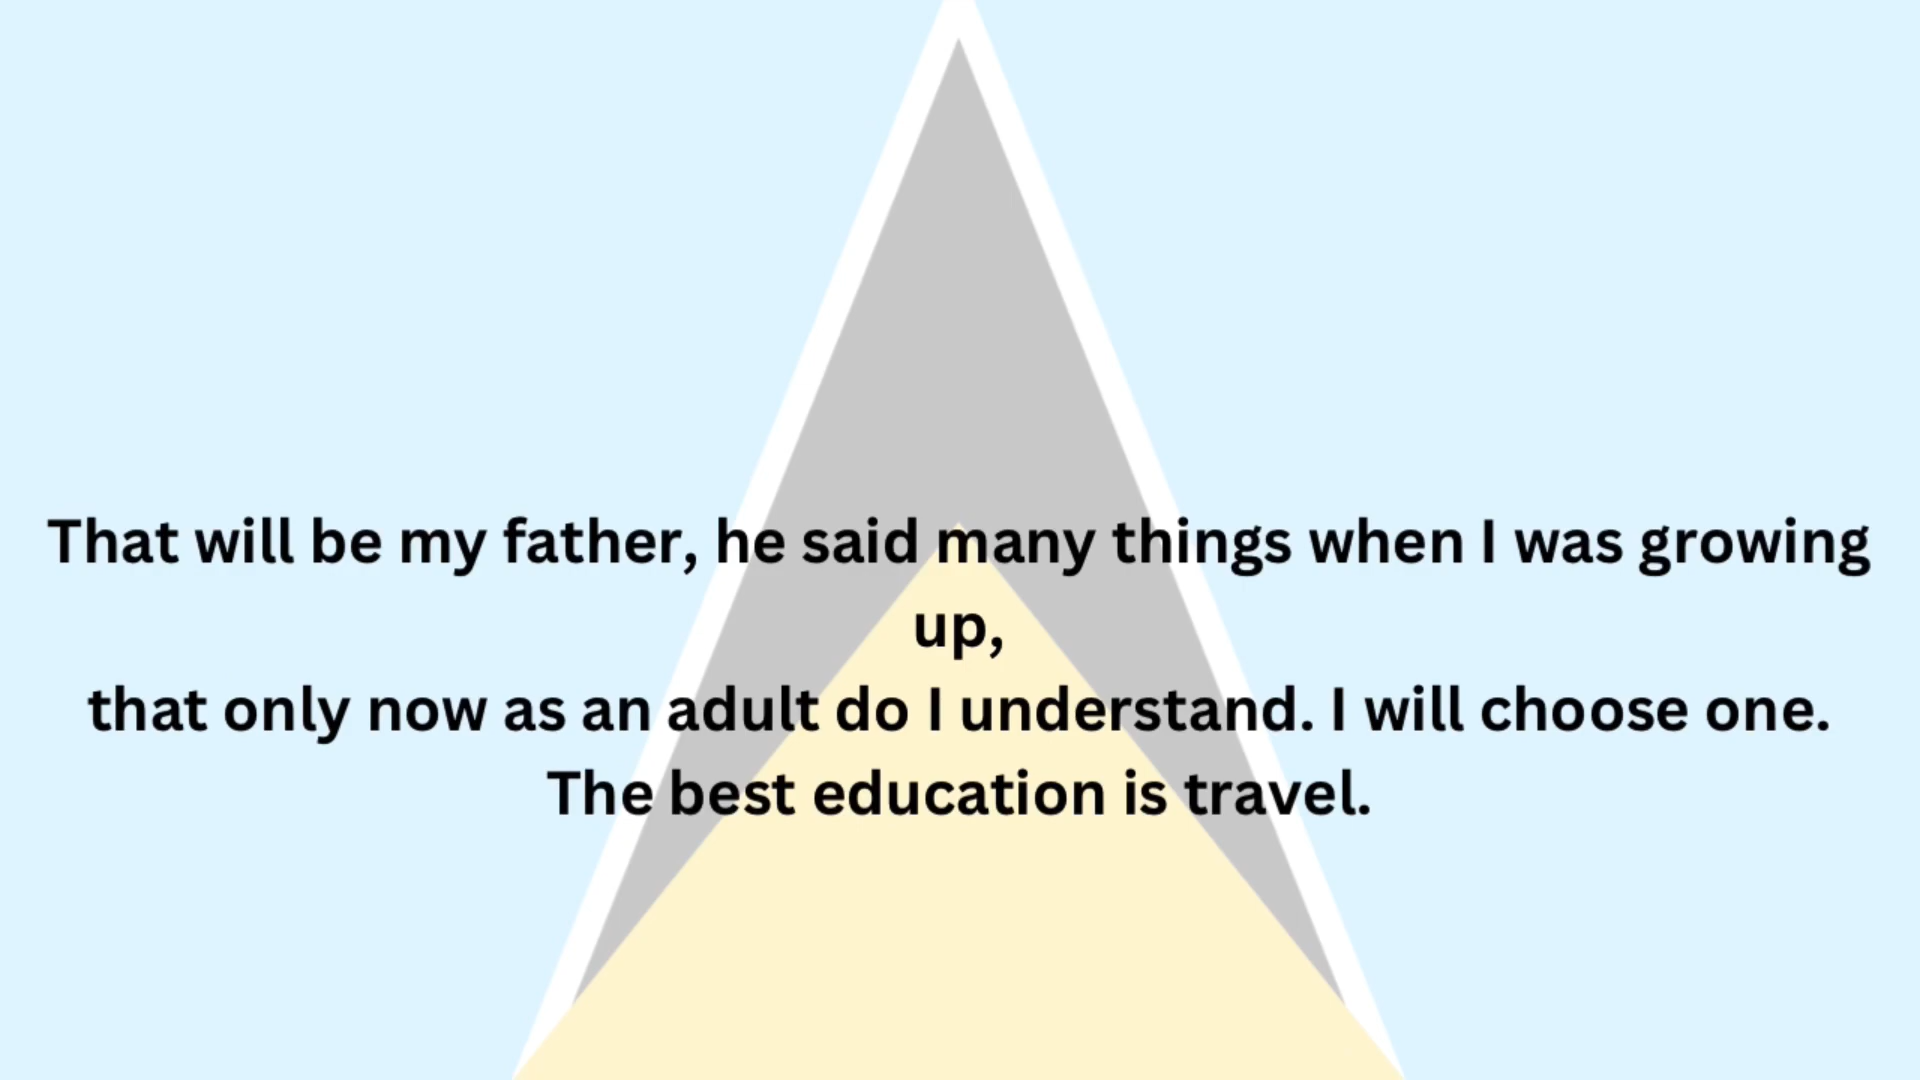 That will be my father, he said many things when I was growing
up,
that only now as an adult do I understand. I will choose one.
The best education is travel.